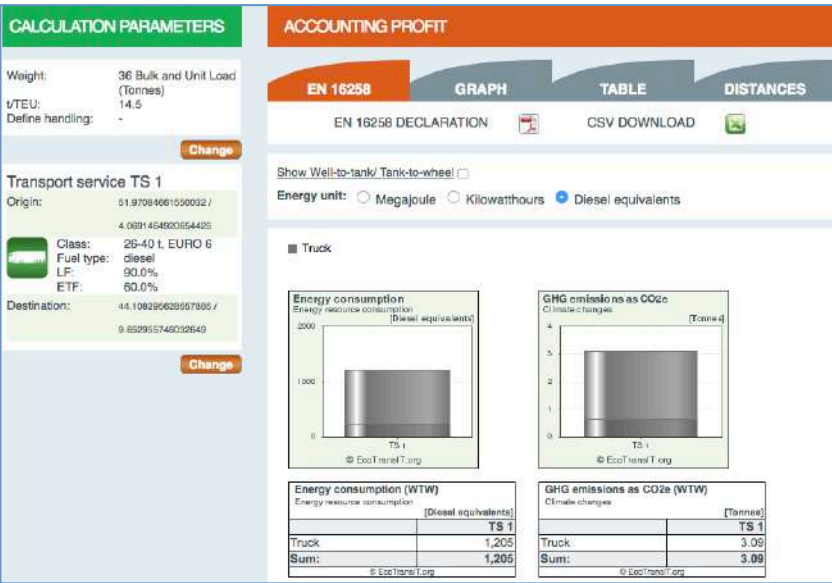 CALCULATION PARAMETERS
Weight: 36 Bulk and Unit Load
(Tonnes)
t/TEU: 14.5
Define handling: -
Change
Transport service TS 1
Origin: 51.97084661550032 /
4.0691464920654425
Class: 26-40 t, EURO 6
Fuel type: diesel
LF: 90.0%
ETF: 60.0%
Destination: 44.108296628657885 /
9.852955746032649
Change
ACCOUNTING PROFIT
EN 16258 GRAPH TABLE DISTANCES
EN 16258 DECLARATION CSV DOWNLOAD
Show Well-to-tank/ Tank-to-wheel
Energy unit: Megajoule Kilowatthours Diesel equivalents
Truck
Energy consumption
Energy resource consumption
[Diesel equivalents]
2000
1000
0
TS 1
© EcoTransIT.org
GHG emissions as CO2e
Climate changes
[Tonnes]
4
3
2
1
0
TS 1
© EcoTransIT.org
Energy consumption (WTW)
Energy resource consumption
[Diesel equivalents]
TS 1
Truck 1,205
Sum: 1,205
© EcoTransIT.org
GHG emissions as CO2e (WTW)
Climate changes
[Tonnes]
TS 1
Truck 3.09
Sum: 3.09
© EcoTransIT.org